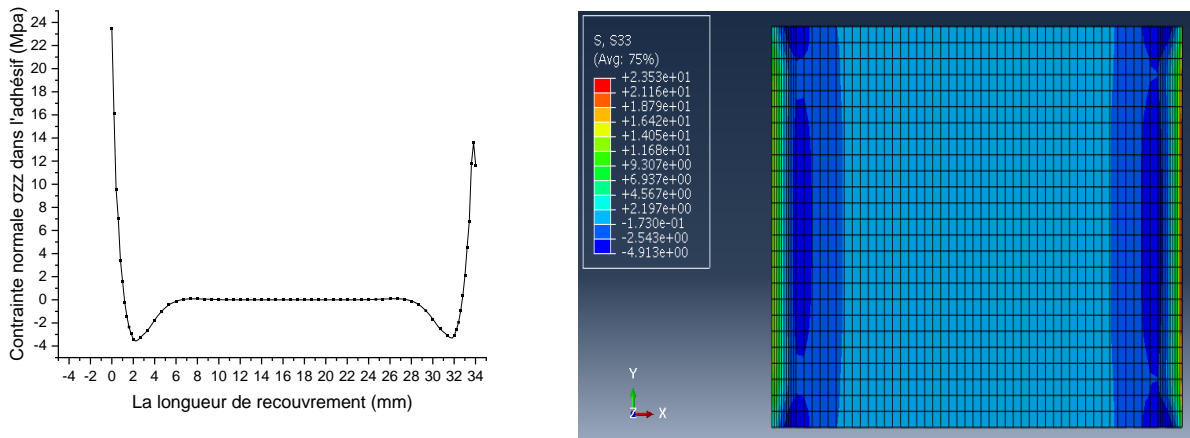 Contrainte normale σzz dans l'adhésif (Mpa)
24
22
20
18
16
14
12
10
8
6
4
2
0
-2
-4
-4 -2 0 2 4 6 8 10 12 14 16 18 20 22 24 26 28 30 32 34
La longueur de recouvrement (mm)
S, S33
(Avg: 75%)
+2.353e+01
+2.116e+01
+1.879e+01
+1.642e+01
+1.405e+01
+1.168e+01
+9.307e+00
+6.937e+00
+4.567e+00
+2.197e+00
-1.730e-01
-2.543e+00
-4.913e+00
Y
Z X